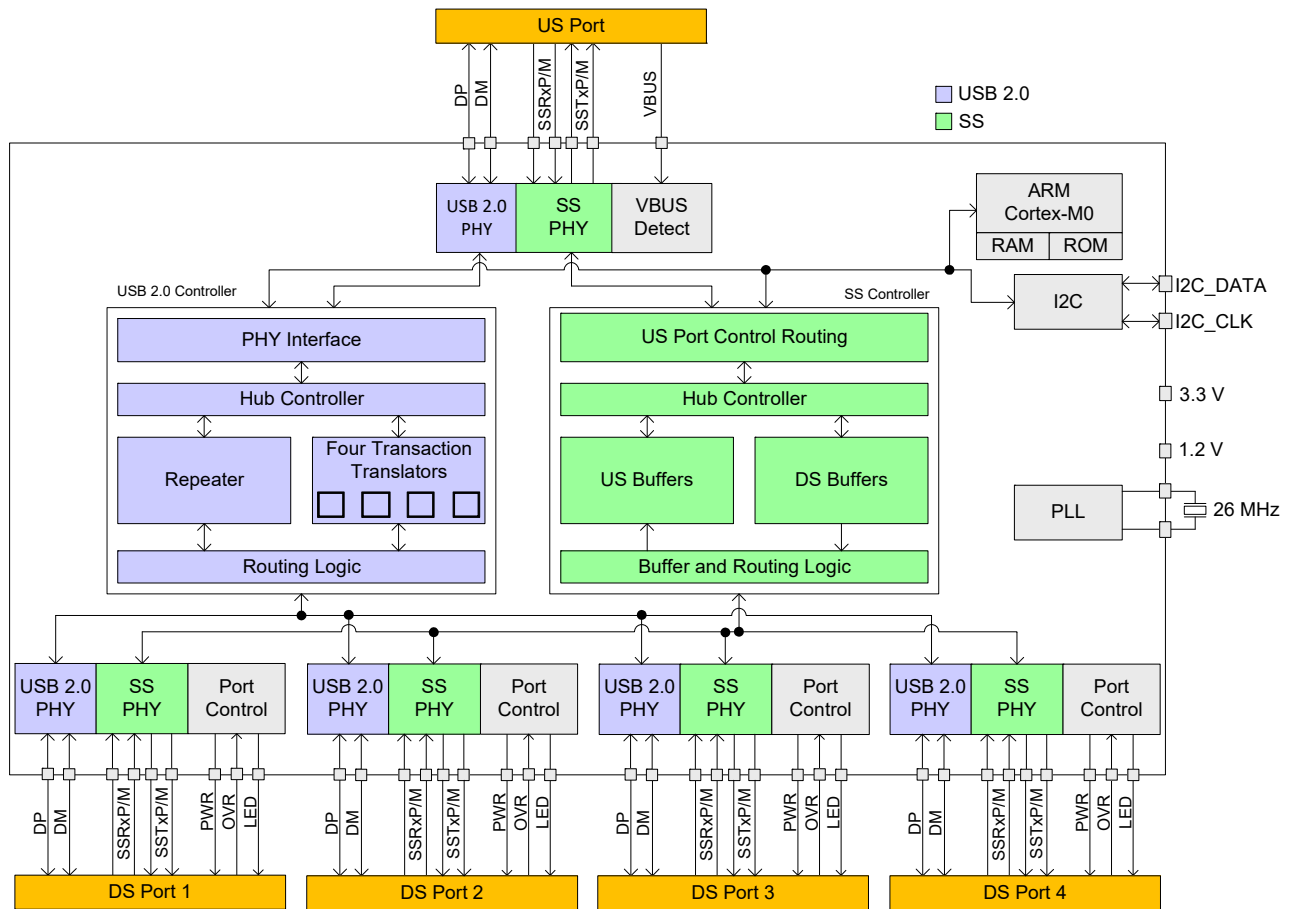 US Port
DP
DM
SSRxP/M
SSTxP/M
VBUS
USB 2.0
SS
USB 2.0
PHY
SS
PHY
VBUS
Detect
ARM
Cortex-M0
RAM
ROM
I2C
I2C_DATA
I2C_CLK
USB 2.0 Controller
SS Controller
PHY Interface
Hub Controller
Repeater
Four Transaction
Translators
Routing Logic
US Port Control Routing
Hub Controller
US Buffers
DS Buffers
Buffer and Routing Logic
3.3 V
1.2 V
PLL
26 MHz
USB 2.0
PHY
SS
PHY
Port
Control
USB 2.0
PHY
SS
PHY
Port
Control
USB 2.0
PHY
SS
PHY
Port
Control
USB 2.0
PHY
SS
PHY
Port
Control
DP
DM
SSRxP/M
SSTxP/M
PWR
OVR
LED
DP
DM
SSRxP/M
SSTxP/M
PWR
OVR
LED
DP
DM
SSRxP/M
SSTxP/M
PWR
OVR
LED
DP
DM
SSRxP/M
SSTxP/M
PWR
OVR
LED
DS Port 1
DS Port 2
DS Port 3
DS Port 4